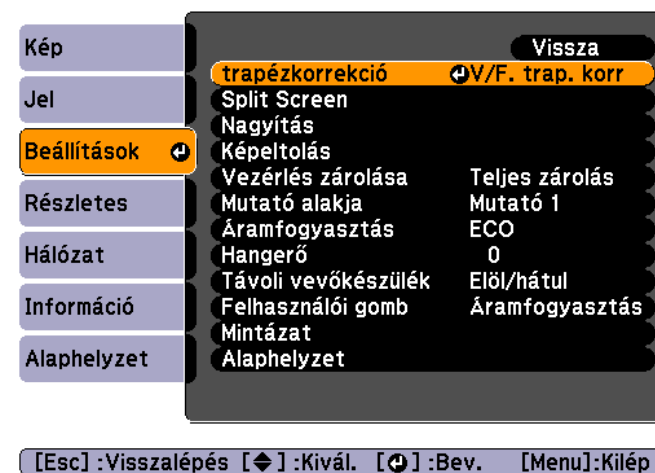 Kép
Jel
Beállítások
Részletes
Hálózat
Információ
Alaphelyzet
Vissza
trapézkorrekció V/F. trap. korr
Split Screen
Nagyítás
Képeltolás
Vezérlés zárolása Teljes zárolás
Mutató alakja Mutató 1
Áramfogyasztás ECO
Hangerő 0
Távoli vevőkészülék Elöl/hátul
Felhasználói gomb Áramfogyasztás
Mintázat
Alaphelyzet
[Esc] :Visszalépés [◆] :Kivál. [⏎] :Bev. [Menu]:Kilép